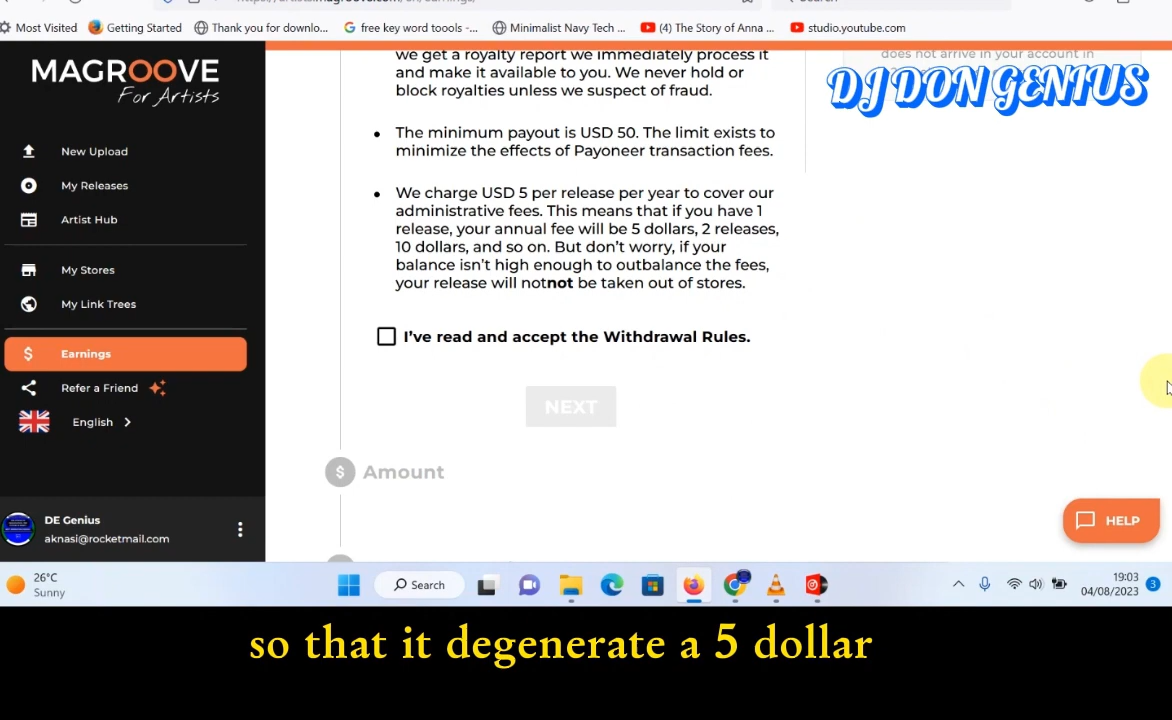 Most Visited Getting Started Thank you for downlo... free key word toools -... Minimalist Navy Tech ... (4) The Story of Anna ... studio.youtube.com
MAGROOVE
For Artists
New Upload
My Releases
Artist Hub
My Stores
My Link Trees
Earnings
Refer a Friend
English
DE Genius
aknasi@rocketmail.com
we get a royalty report we immediately process it
and make it available to you. We never hold or
block royalties unless we suspect of fraud.
The minimum payout is USD 50. The limit exists to
minimize the effects of Payoneer transaction fees.
We charge USD 5 per release per year to cover our
administrative fees. This means that if you have 1
release, your annual fee will be 5 dollars, 2 releases,
10 dollars, and so on. But don't worry, if your
balance isn't high enough to outbalance the fees,
your release will notnot be taken out of stores.
I've read and accept the Withdrawal Rules.
NEXT
$ Amount
does not arrive in your account in
DJ DON GENIUS
HELP
26°C
Sunny
Search
19:03
04/08/2023
3
so that it degenerate a 5 dollar